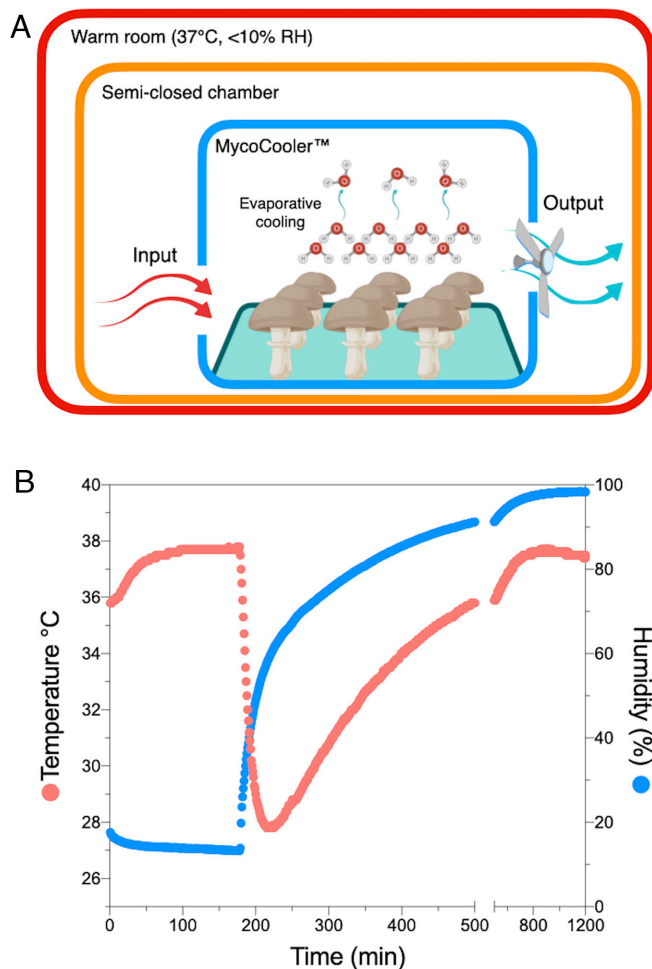 A
Warm room (37°C, <10% RH)
Semi-closed chamber
MycoCooler™
Evaporative
cooling
Input
Output
H H H H H H
O O O
O O O O
H H H H H H H H
O O O O
B
40
38
36
34
32
30
28
26
Temperature °C
100
80
60
40
20
0
Humidity (%)
0 100 200 300 400 500 800 1200
Time (min)